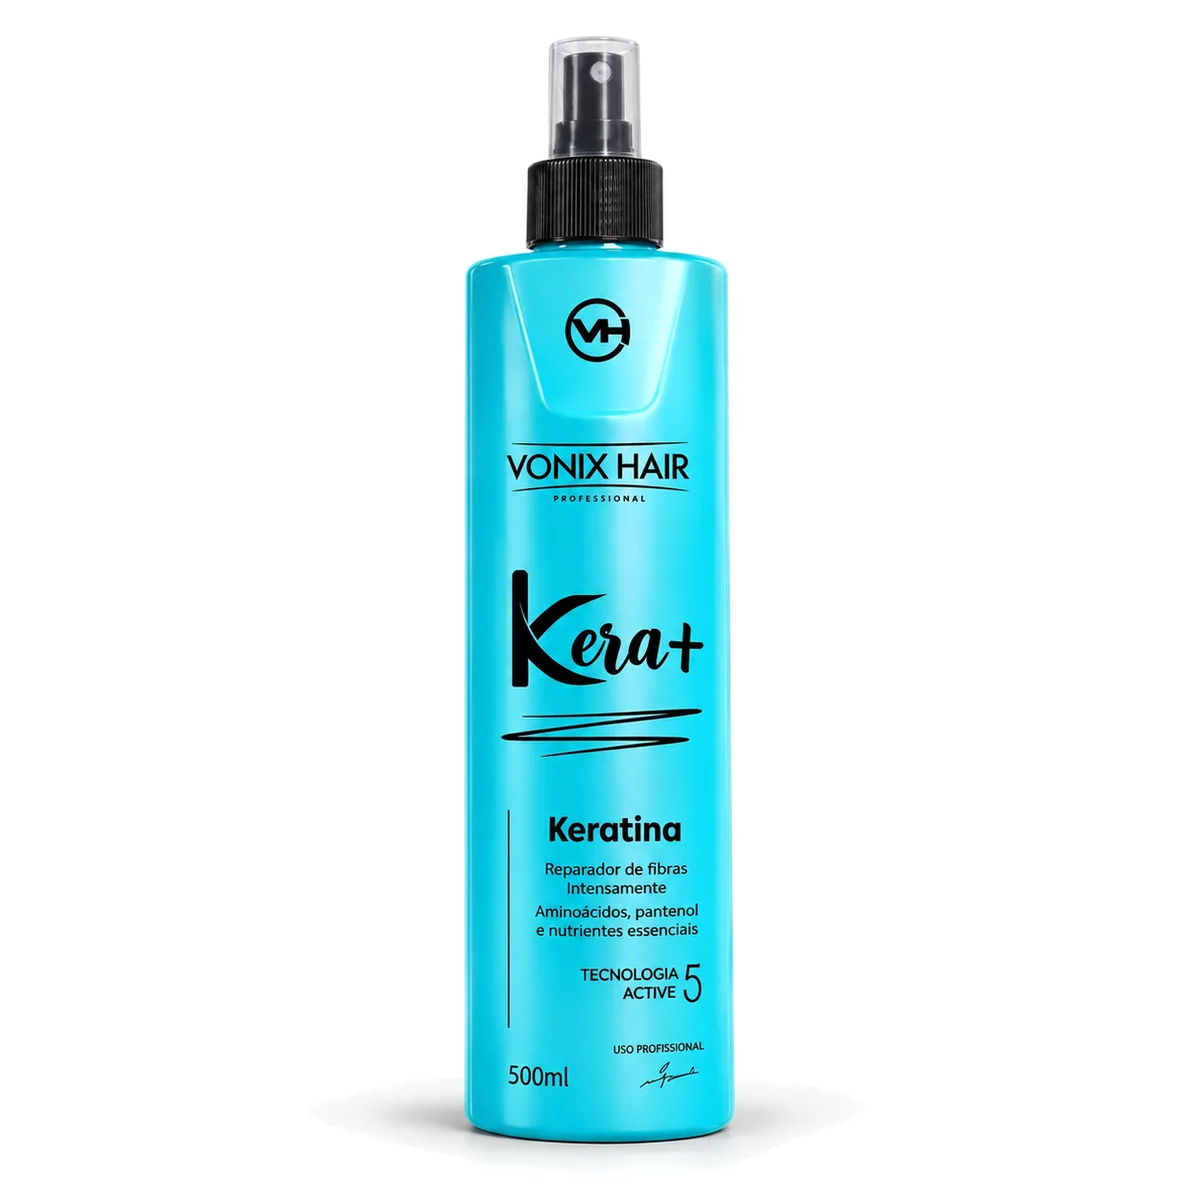 VH
VONIX HAIR
PROFESSIONAL
Kera+
Keratina
Reparador de fibras
Intensamente
Aminoácidos, pantenol
e nutrientes essenciais
TECNOLOGIA 5
ACTIVE
USO PROFISSIONAL
500ml